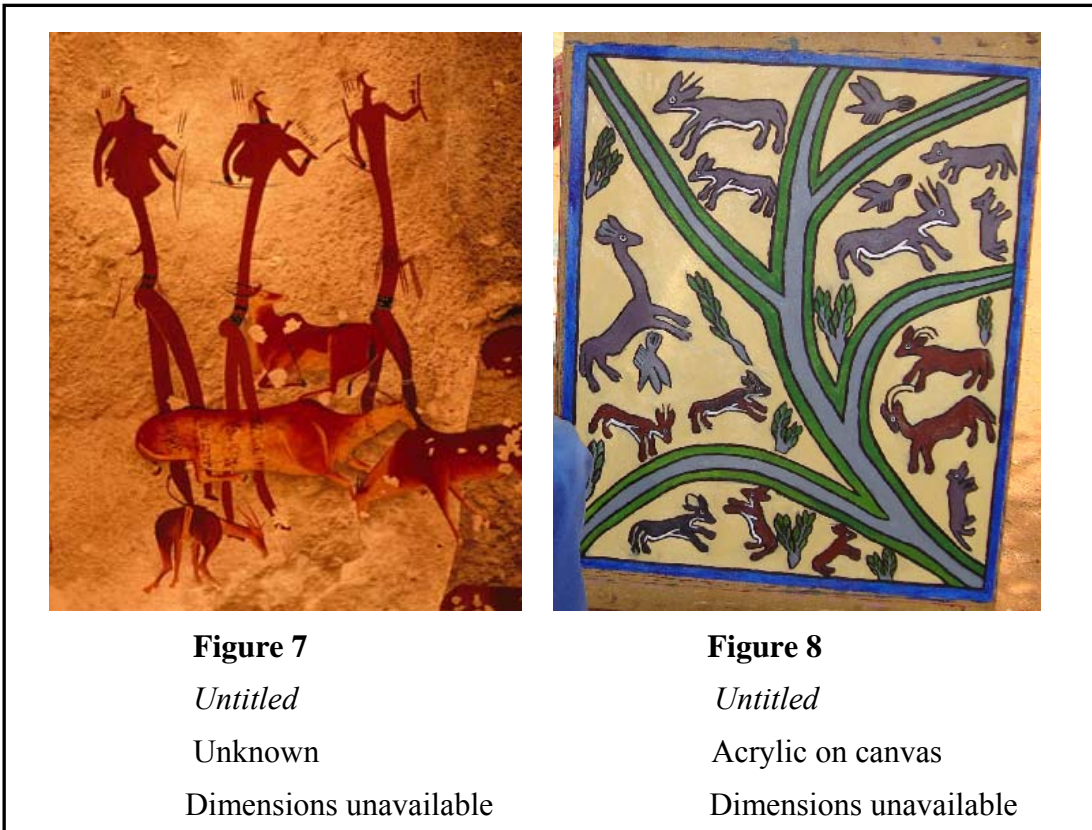 Figure 7
Untitled
Unknown
Dimensions unavailable
Figure 8
Untitled
Acrylic on canvas
Dimensions unavailable